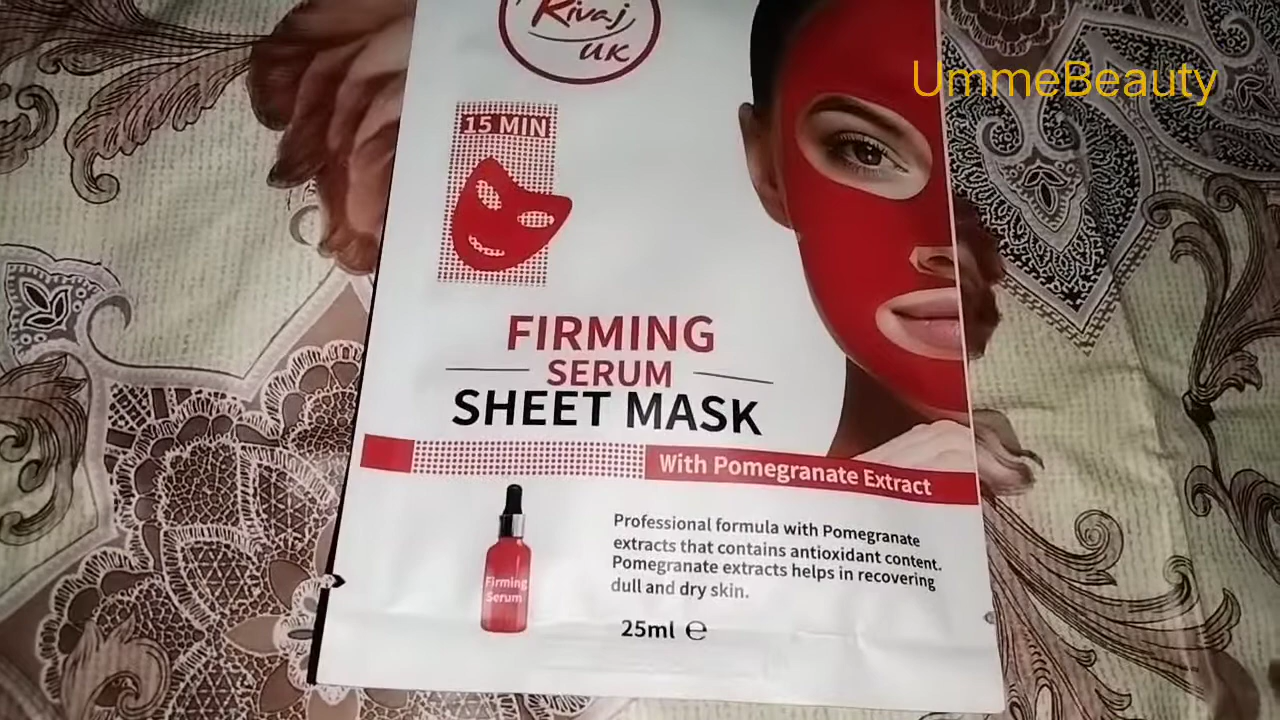 Rivaj
UK
UmmeBeauty
15 MIN
FIRMING
SERUM
SHEET MASK
With Pomegranate Extract
Professional formula with Pomegranate
extracts that contains antioxidant content.
Pomegranate extracts helps in recovering
dull and dry skin.
Firming
Serum
25ml ℮